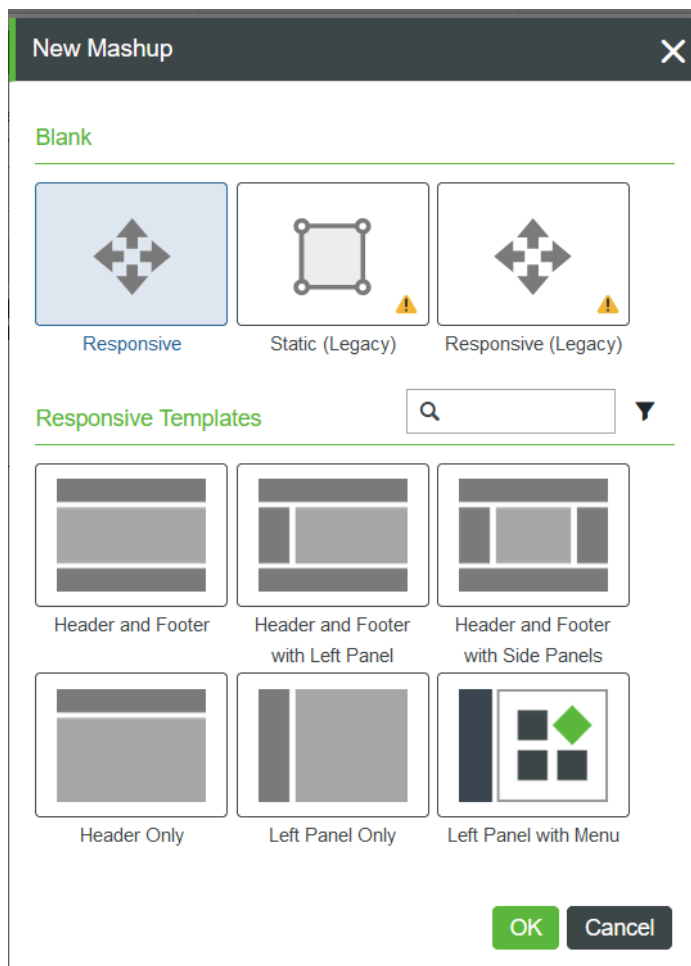 New Mashup
Blank
Responsive
Static (Legacy)
Responsive (Legacy)
Responsive Templates
Header and Footer
Header and Footer
with Left Panel
Header and Footer
with Side Panels
Header Only
Left Panel Only
Left Panel with Menu
OK
Cancel